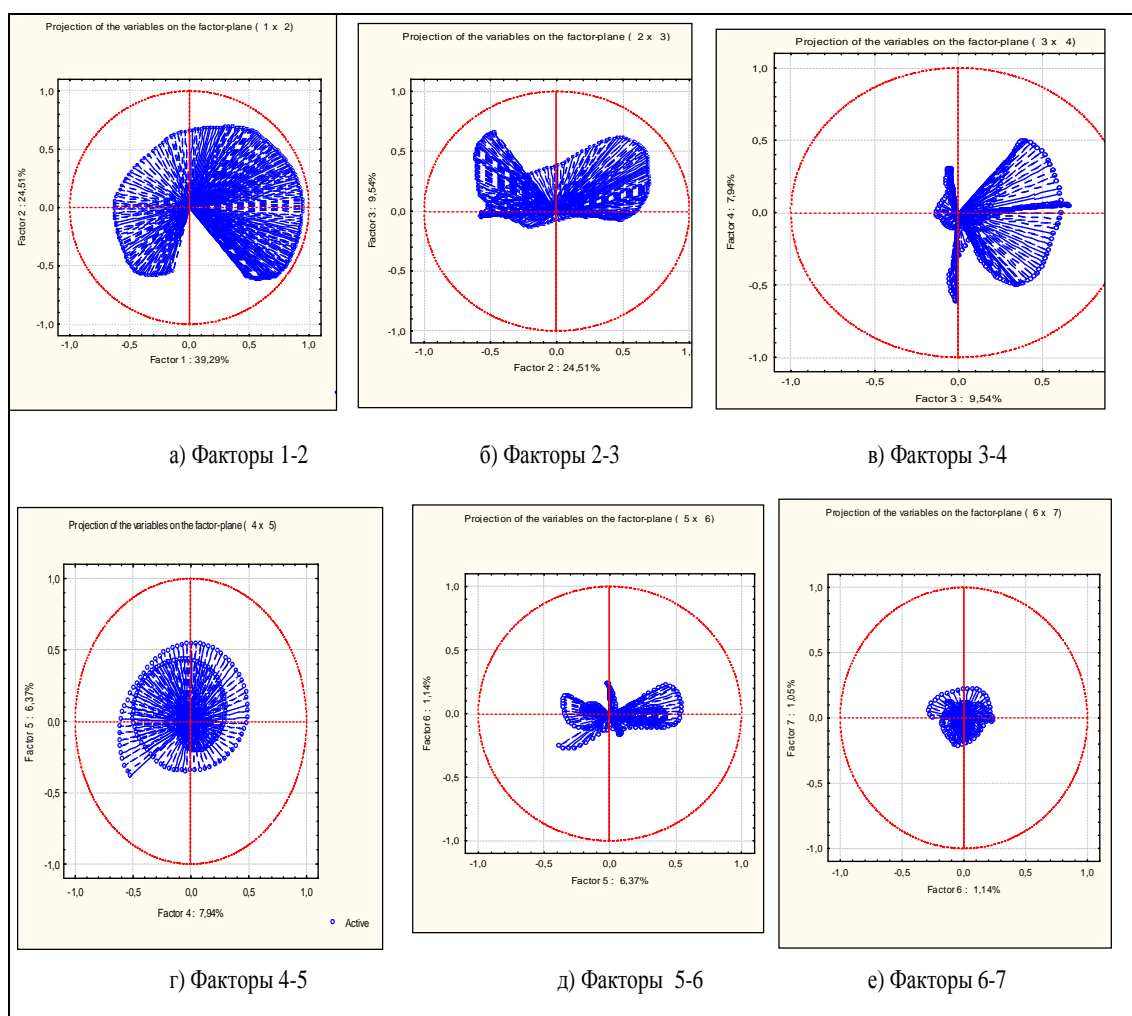 Projection of the variables on the factor-plane ( 1 x 2)
1,0
0,5
0,0
-0,5
-1,0
Factor 2 : 24,51%
-1,0 -0,5 0,0 0,5 1,0
Factor 1 : 39,29%
Projection of the variables on the factor-plane ( 2 x 3)
1,0
0,5
0,0
-0,5
-1,0
Factor 3 : 9,54%
-1,0 -0,5 0,0 0,5 1,
Factor 2 : 24,51%
Projection of the variables on the factor-plane ( 3 x 4)
1,0
0,5
0,0
-0,5
-1,0
Factor 4 : 7,94%
-1,0 -0,5 0,0 0,5
Factor 3 : 9,54%
а) Факторы 1-2
б) Факторы 2-3
в) Факторы 3-4
Projection of the variables on the factor-plane ( 4 x 5)
1,0
0,5
0,0
-0,5
-1,0
Factor 5 : 6,37%
-1,0 -0,5 0,0 0,5 1,0
Factor 4 : 7,94%
Active
Projection of the variables on the factor-plane ( 5 x 6)
1,0
0,5
0,0
-0,5
-1,0
Factor 6 : 1,14%
-1,0 -0,5 0,0 0,5 1,0
Factor 5 : 6,37%
Projection of the variables on the factor-plane ( 6 x 7)
1,0
0,5
0,0
-0,5
-1,0
Factor 7 : 1,05%
-1,0 -0,5 0,0 0,5 1,0
Factor 6 : 1,14%
г) Факторы 4-5
д) Факторы 5-6
е) Факторы 6-7